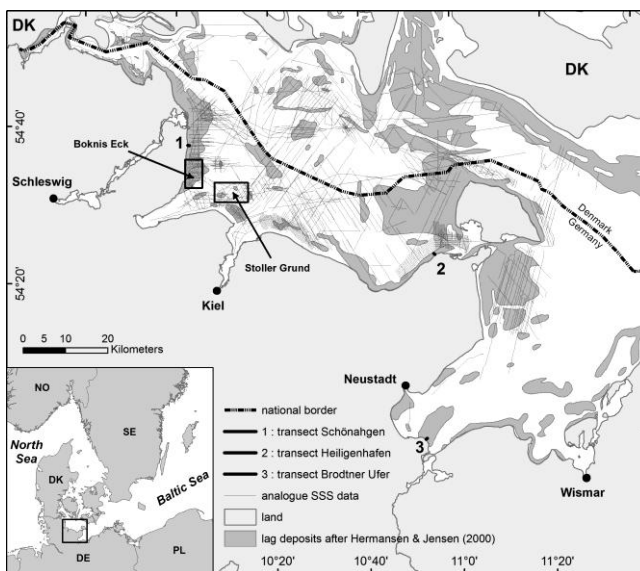 DK
DK
54°40'
1
Boknis Eck
Schleswig
Denmark
Germany
Stoller Grund
2
54°20'
Kiel
0 5 10 20
Kilometers
Neustadt
3
Wismar
national border
1 : transect Schönahgen
2 : transect Heiligenhafen
3 : transect Brodtner Ufer
analogue SSS data
land
lag deposits after Hermansen & Jensen (2000)
NO
SE
North
Sea
DK
Baltic Sea
DE
PL
10°20'
10°40'
11°00'
11°20'